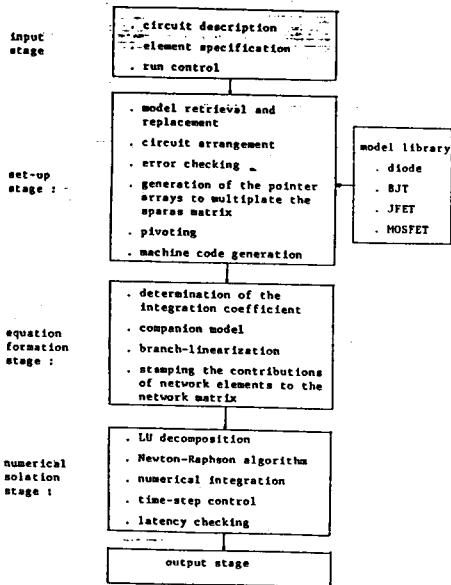 input
stage
. circuit description
. element specification
. run control
set-up
stage :
. model retrieval and
replacement
. circuit arrangement
. error checking
. generation of the pointer
arrays to multiplate the
sparas matrix
. pivoting
. machine code generation
model library
. diode
. BJT
. JFET
. MOSFET
equation
formation
stage :
. determination of the
integration coefficient
. companion model
. branch-linearization
. stamping the contributions
of network elements to the
network matrix
numerical
solation
stage :
. LU decomposition
. Newton-Raphson algorithm
. numerical integration
. time-step control
. latency checking
output stage